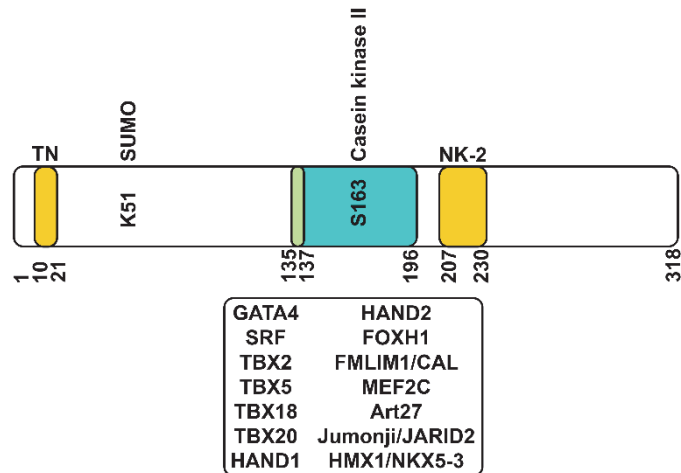 SUMO
Casein kinase II
TN
NK-2
K51
S163
1
10
21
135
137
196
207
230
318
GATA4 HAND2
SRF FOXH1
TBX2 FMLIM1/CAL
TBX5 MEF2C
TBX18 Art27
TBX20 Jumonji/JARID2
HAND1 HMX1/NKX5-3